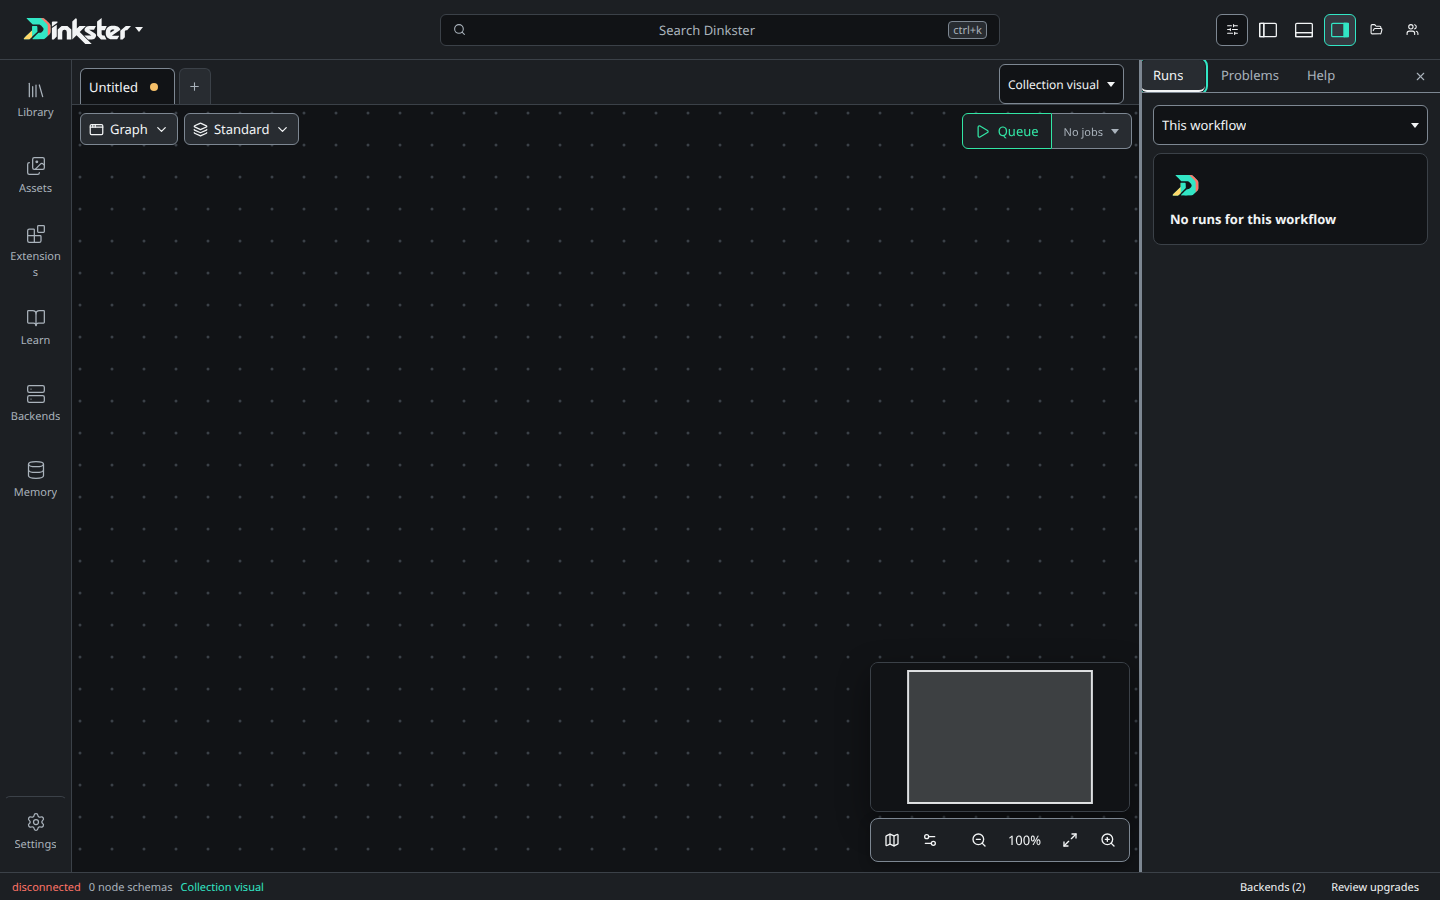 Dinkster
Search Dinkster
ctrl+k
Library
Assets
Extension
s
Learn
Backends
Memory
Settings
Untitled
+
Collection visual
Graph
Standard
Queue
No jobs
100%
Runs
Problems
Help
This workflow
No runs for this workflow
disconnected
0 node schemas
Collection visual
Backends (2)
Review upgrades